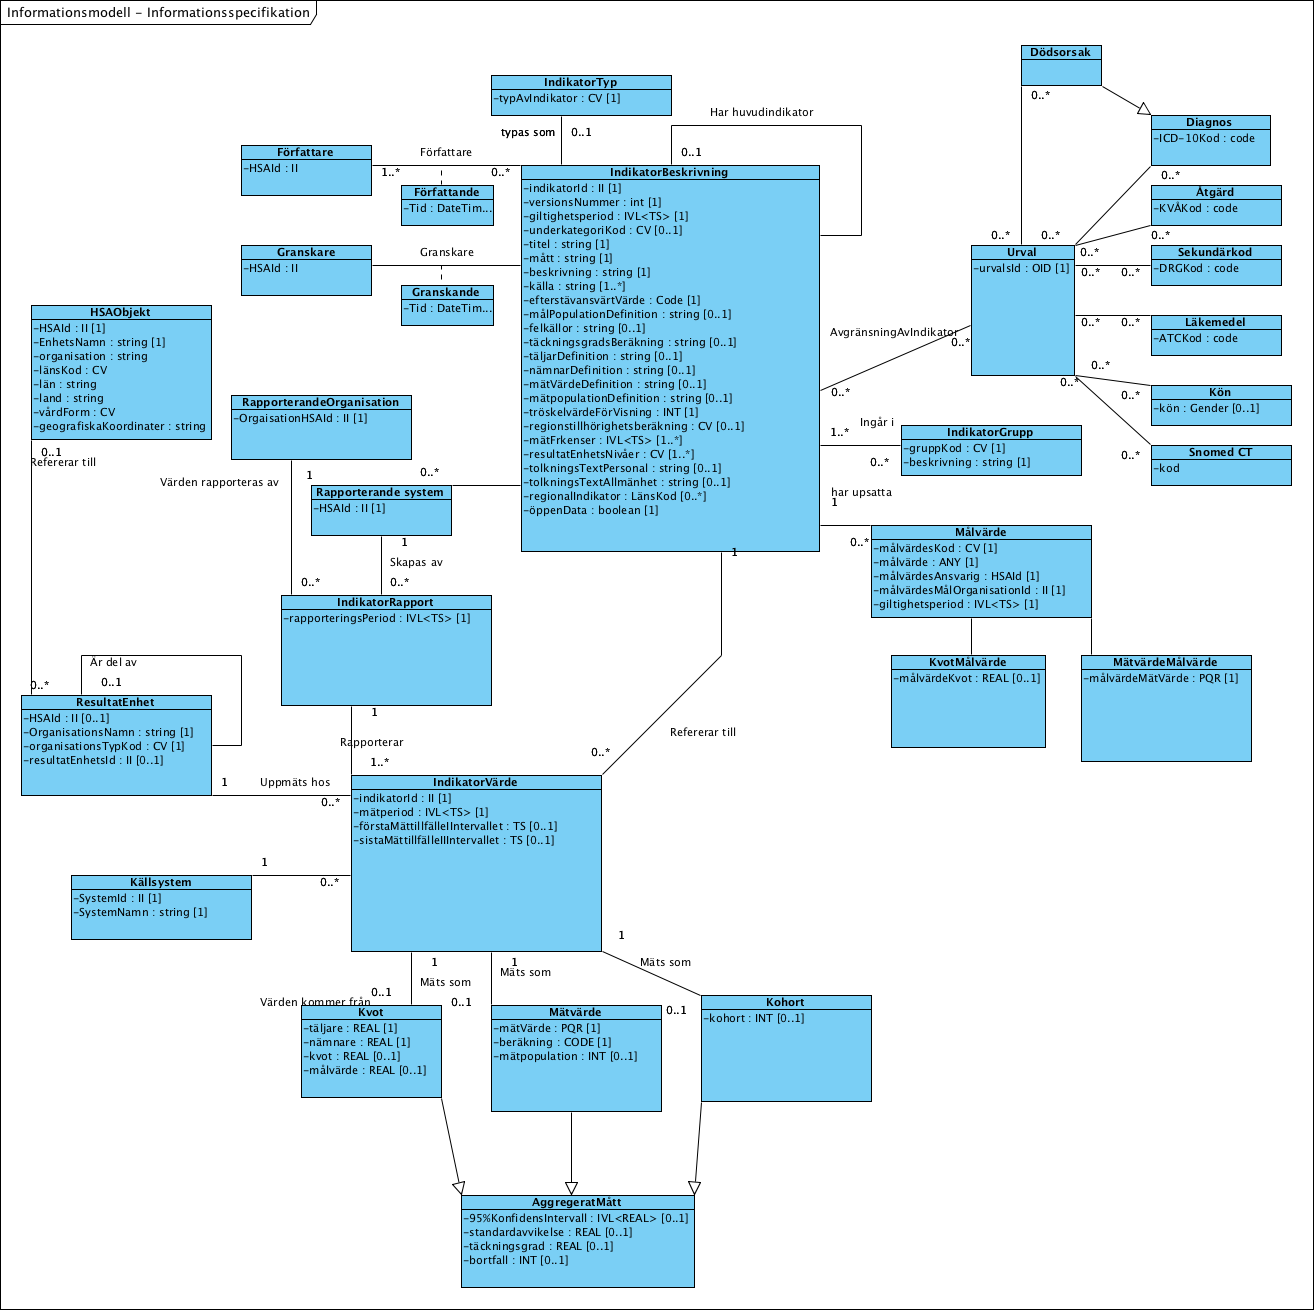 Informationsmodell - Informationsspecifikation
Dödsorsak
0..*
IndikatorTyp
-typAvIndikator : CV [1]
typas som
0..1
Har huvudindikator
0..1
Diagnos
-ICD-10Kod : code
0..*
Åtgärd
-KVÅKod : code
0..*
Sekundärkod
-DRGKod : code
Läkemedel
-ATCKod : code
Kön
-kön : Gender [0..1]
Snomed CT
-kod
Urval
-urvalsId : OID [1]
0..*
0..*
0..*
0..*
0..*
0..*
0..*
0..*
0..*
0..*
0..*
Författare
-HSAId : II
Författare
1..*
0..*
Författande
-Tid : DateTim...
Granskare
-HSAId : II
Granskare
Granskande
-Tid : DateTim...
IndikatorBeskrivning
-indikatorId : II [1]
-versionsNummer : int [1]
-giltighetsperiod : IVL<TS> [1]
-underkategoriKod : CV [0..1]
-titel : string [1]
-mått : string [1]
-beskrivning : string [1]
-källa : string [1..*]
-efterstävansvärtVärde : Code [1]
-målPopulationDefinition : string [0..1]
-felkällor : string [0..1]
-täckningsgradsBeräkning : string [0..1]
-täljarDefinition : string [0..1]
-nämnarDefinition : string [0..1]
-mätVärdeDefinition : string [0..1]
-mätpopulationDefinition : string [0..1]
-tröskelvärdeFörVisning : INT [1]
-regionstillhörighetsberäkning : CV [0..1]
-mätFrkenser : IVL<TS> [1..*]
-resultatEnhetsNivåer : CV [1..*]
-tolkningsTextPersonal : string [0..1]
-tolkningsTextAllmänhet : string [0..1]
-regionalIndikator : LänsKod [0..*]
-öppenData : boolean [1]
AvgränsningAvIndikator
0..*
0..*
Ingår i
1..*
0..*
IndikatorGrupp
-gruppKod : CV [1]
-beskrivning : string [1]
har upsatta
1
0..*
Målvärde
-målvärdesKod : CV [1]
-målvärde : ANY [1]
-målvärdesAnsvarig : HSAId [1]
-målvärdesMålOrganisationId : II [1]
-giltighetsperiod : IVL<TS> [1]
KvotMålvärde
-målvärdeKvot : REAL [0..1]
MätvärdeMålvärde
-målvärdeMätVärde : PQR [1]
HSAObjekt
-HSAId : II [1]
-EnhetsNamn : string [1]
-organisation : string
-länsKod : CV
-län : string
-land : string
-vårdForm : CV
-geografiskaKoordinater : string
0..1
Refererar till
0..*
RapporterandeOrganisation
-OrgaisationHSAId : II [1]
Värden rapporteras av
1
0..*
Rapporterande system
-HSAId : II [1]
0..*
1
Skapas av
0..*
IndikatorRapport
-rapporteringsPeriod : IVL<TS> [1]
1
Rapporterar
1..*
1
Refererar till
0..*
Är del av
0..1
ResultatEnhet
-HSAId : II [0..1]
-OrganisationsNamn : string [1]
-organisationsTypKod : CV [1]
-resultatEnhetsId : II [0..1]
1
Uppmäts hos
0..*
IndikatorVärde
-indikatorId : II [1]
-mätperiod : IVL<TS> [1]
-förstaMättillfälleIIntervallet : TS [0..1]
-sistaMättillfälleIIntervallet : TS [0..1]
1
0..*
Källsystem
-SystemId : II [1]
-SystemNamn : string [1]
1
Mäts som
0..1
1
Mäts som
0..1
1
Mäts som
0..1
Värden kommer från
Kvot
-täljare : REAL [1]
-nämnare : REAL [1]
-kvot : REAL [0..1]
-målvärde : REAL [0..1]
Mätvärde
-mätVärde : PQR [1]
-beräkning : CODE [1]
-mätpopulation : INT [0..1]
Kohort
-kohort : INT [0..1]
AggregeratMått
-95%KonfidensIntervall : IVL<REAL> [0..1]
-standardavvikelse : REAL [0..1]
-täckningsgrad : REAL [0..1]
-bortfall : INT [0..1]